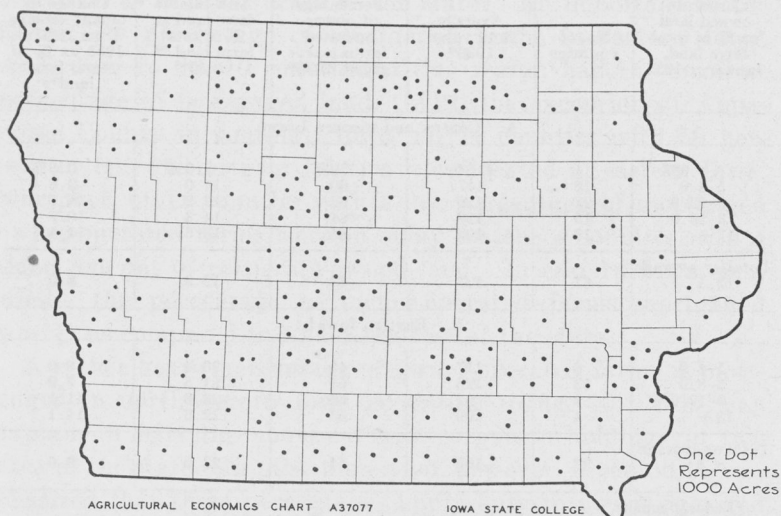 One Dot
Represents
1000 Acres
AGRICULTURAL ECONOMICS CHART A37077 IOWA STATE COLLEGE